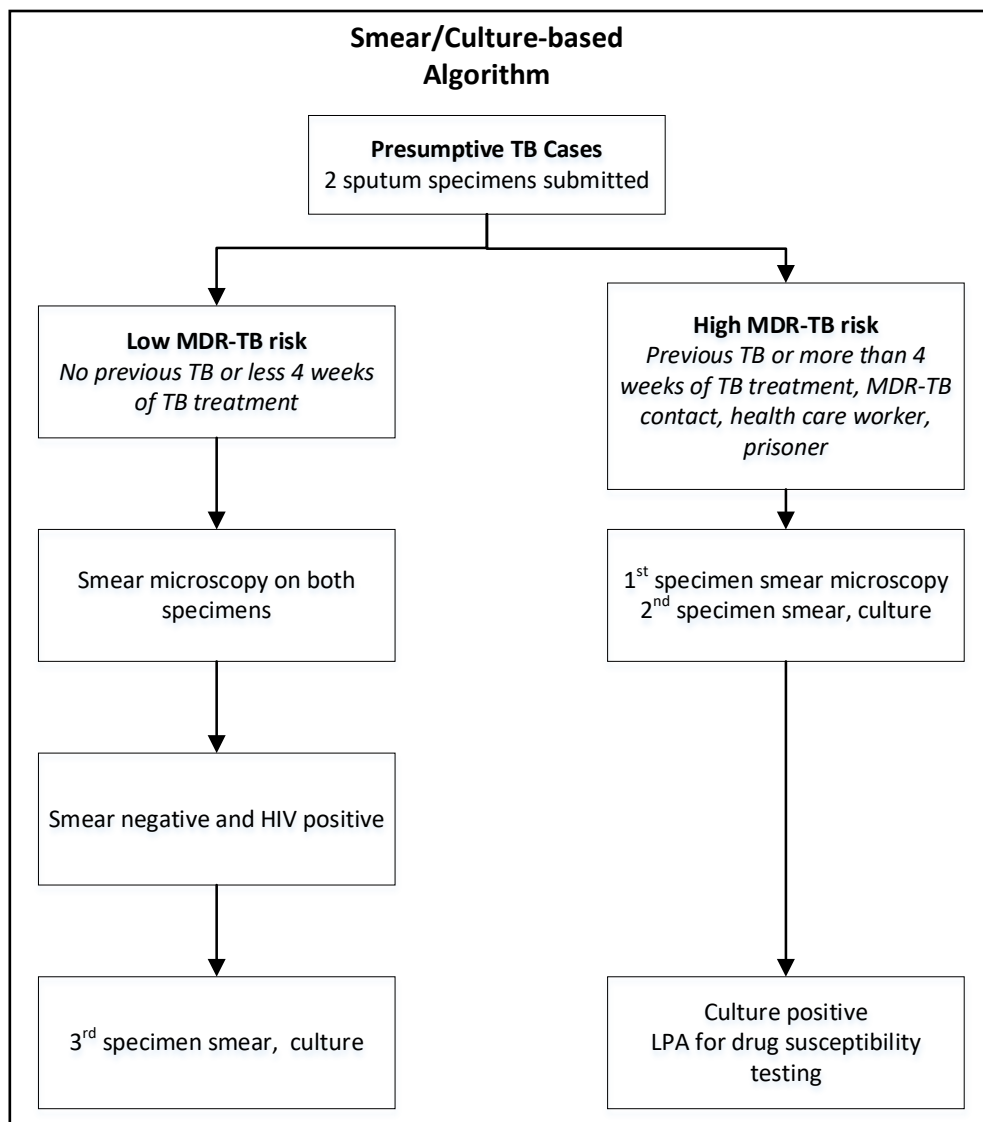 Smear/Culture-based
Algorithm
Presumptive TB Cases
2 sputum specimens submitted
Low MDR-TB risk
No previous TB or less 4 weeks
of TB treatment
High MDR-TB risk
Previous TB or more than 4
weeks of TB treatment, MDR-TB
contact, health care worker,
prisoner
Smear microscopy on both
specimens
1st specimen smear microscopy
2nd specimen smear, culture
Smear negative and HIV positive
3rd specimen smear, culture
Culture positive
LPA for drug susceptibility
testing